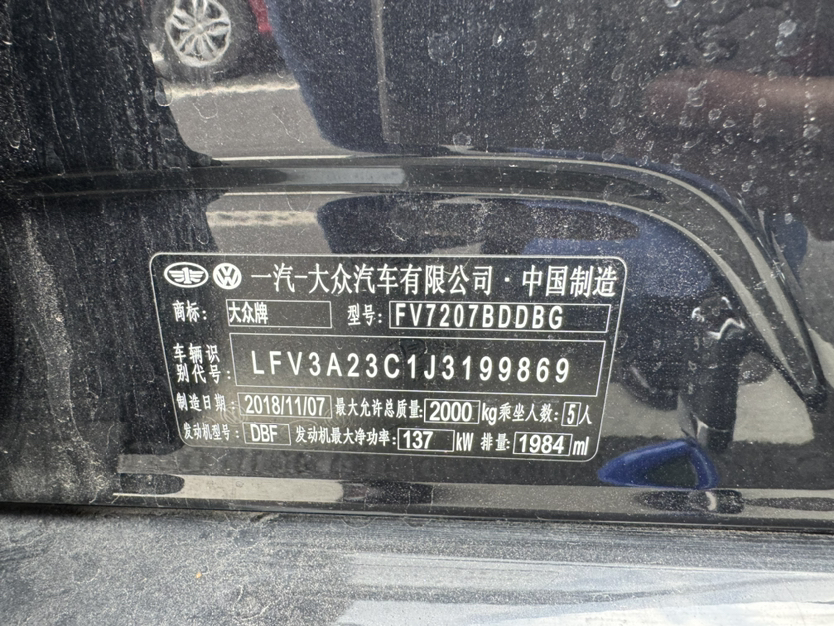 一汽-大众汽车有限公司·中国制造
商标: 大众牌 型号: FV7207BDDBG
车辆识别代号: LFV3A23C1J3199869
制造日期: 2018/11/07 最大允许总质量: 2000 kg 乘坐人数: 5 人
发动机型号: DBF 发动机最大净功率: 137 kW 排量: 1984 ml